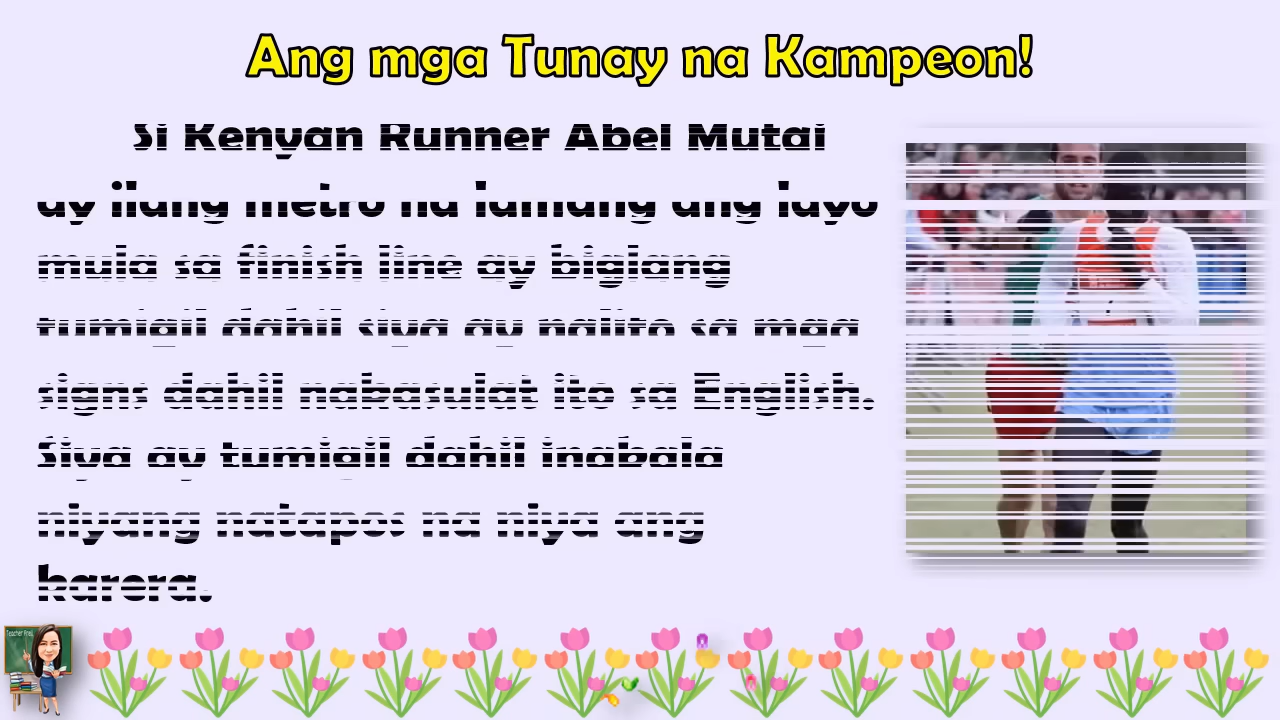 Ang mga Tunay na Kampeon!
Si Kenyan Runner Abel Mutai
ay ilang metro na lamang ang layo
mula sa finish line ay biglang
tumigil dahil siya ay nalito sa mga
signs dahil nakasulat ito sa English.
Siya ay tumigil dahil inakala
niyang natapos na niya ang
karera.